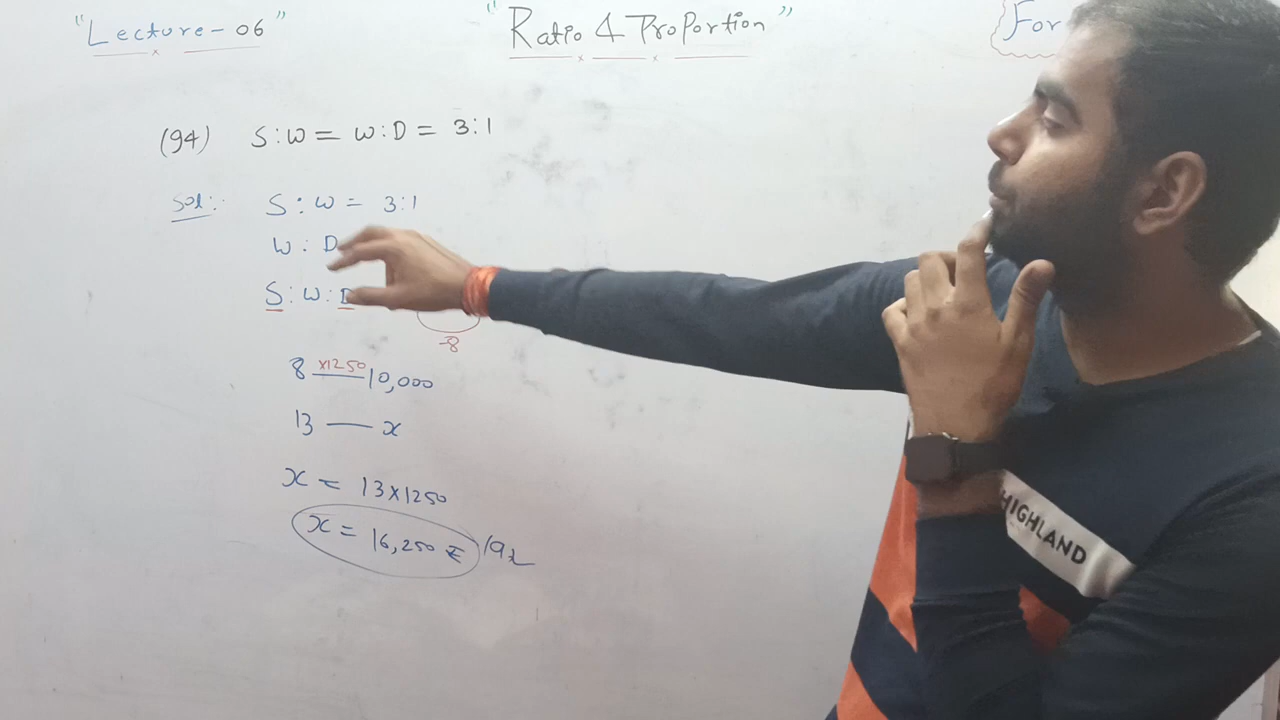 "Lecture-06"
"Ratio & Proportion"
For
(94) S:W = W:D = 3:1
Sol:-
S:W = 3:1
W:D
S:W:D
-8
8 ×1250 10,000
13 — x
x = 13×1250
x = 16,250 ₹
HIGHLAND